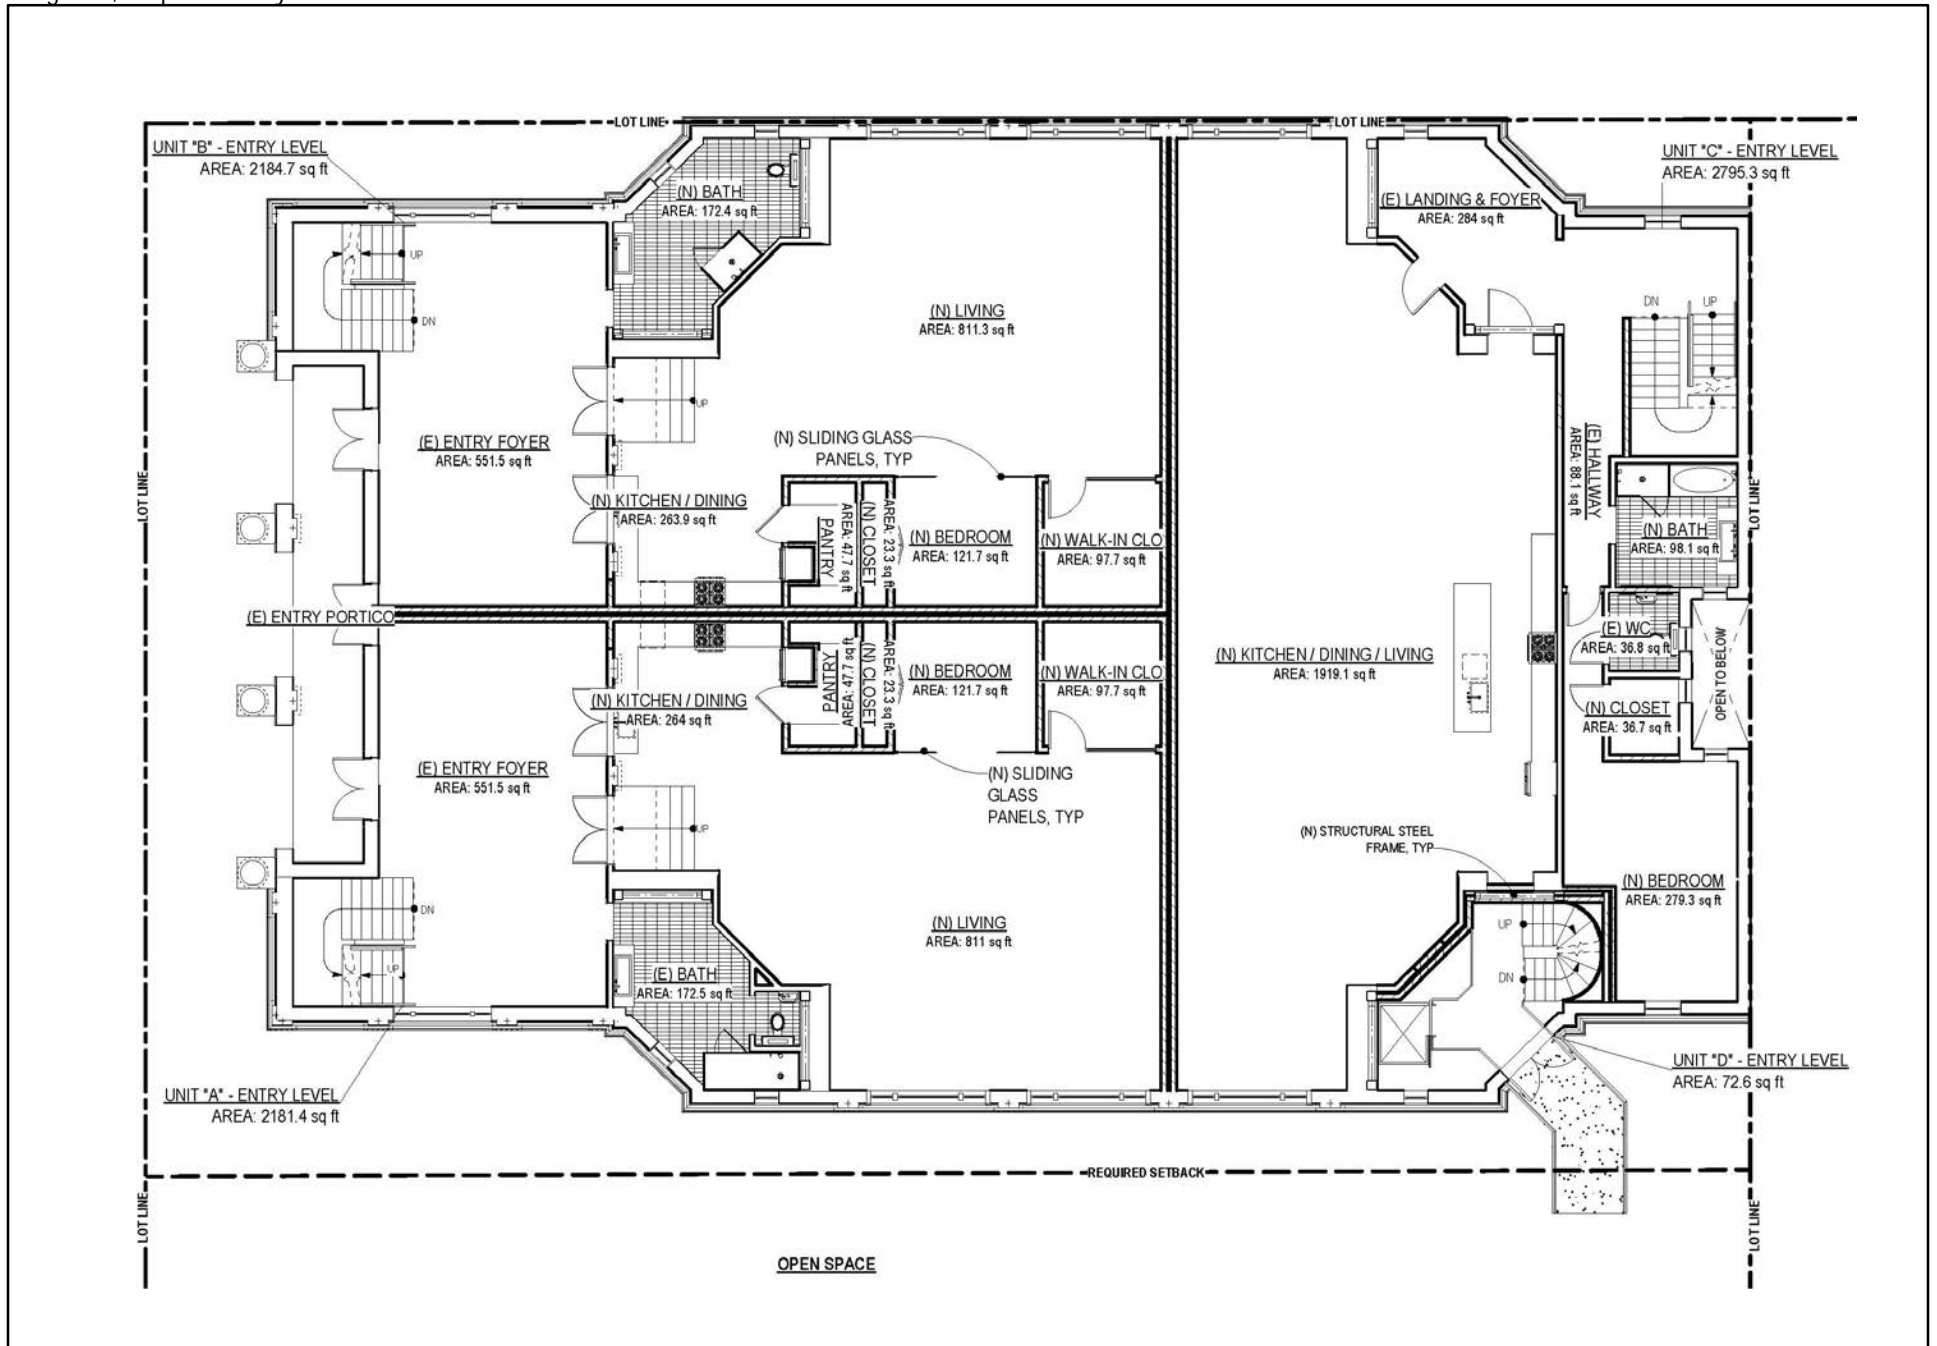 LOT LINE
LOT LINE
UNIT "B" - ENTRY LEVEL
AREA: 2184.7 sq ft
UNIT "C" - ENTRY LEVEL
AREA: 2795.3 sq ft
(N) BATH
AREA: 172.4 sq ft
(E) LANDING & FOYER
AREA: 284 sq ft
UP
DN
(N) LIVING
AREA: 811.3 sq ft
DN
UP
UP
(E) ENTRY FOYER
AREA: 551.5 sq ft
(N) SLIDING GLASS
PANELS, TYP
(E) HALLWAY
AREA: 88.1 sq ft
LOT LINE
LOT LINE
(N) KITCHEN / DINING
AREA: 263.9 sq ft
PANTRY
AREA: 47.7 sq ft
(N) CLOSET
AREA: 23.3 sq ft
(N) BEDROOM
AREA: 121.7 sq ft
(N) WALK-IN CLO
AREA: 97.7 sq ft
(N) BATH
AREA: 98.1 sq ft
(E) ENTRY PORTICO
(E) WC
AREA: 36.8 sq ft
OPEN TO BELOW
(N) KITCHEN / DINING / LIVING
AREA: 1919.1 sq ft
(N) KITCHEN / DINING
AREA: 264 sq ft
PANTRY
AREA: 47.7 sq ft
(N) CLOSET
AREA: 23.3 sq ft
(N) BEDROOM
AREA: 121.7 sq ft
(N) WALK-IN CLO
AREA: 97.7 sq ft
(N) CLOSET
AREA: 36.7 sq ft
(E) ENTRY FOYER
AREA: 551.5 sq ft
(N) SLIDING
GLASS
PANELS, TYP
UP
(N) STRUCTURAL STEEL
FRAME, TYP
(N) BEDROOM
AREA: 279.3 sq ft
DN
UP
(N) LIVING
AREA: 811 sq ft
UP
DN
(E) BATH
AREA: 172.5 sq ft
UNIT "A" - ENTRY LEVEL
AREA: 2181.4 sq ft
UNIT "D" - ENTRY LEVEL
AREA: 72.6 sq ft
REQUIRED SETBACK
LOT LINE
LOT LINE
OPEN SPACE